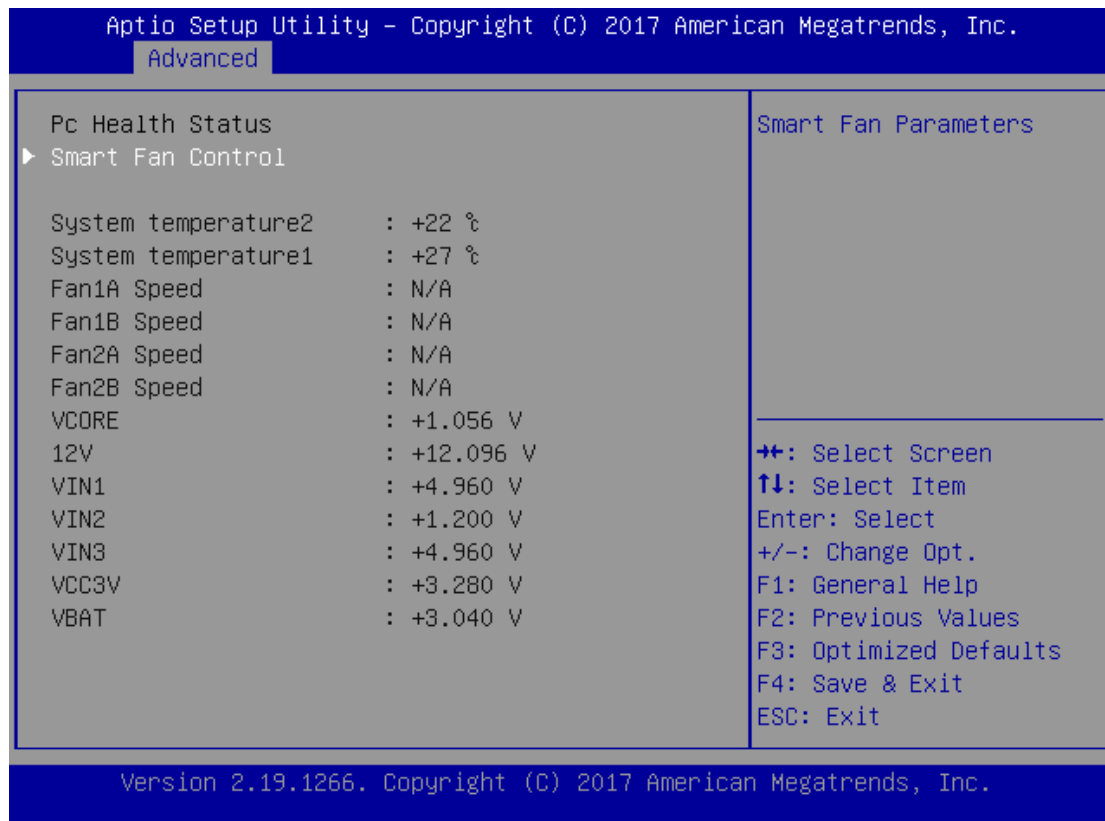 Aptio Setup Utility – Copyright (C) 2017 American Megatrends, Inc.
Advanced
Pc Health Status
▶ Smart Fan Control
System temperature2 : +22 ℃
System temperature1 : +27 ℃
Fan1A Speed : N/A
Fan1B Speed : N/A
Fan2A Speed : N/A
Fan2B Speed : N/A
VCORE : +1.056 V
12V : +12.096 V
VIN1 : +4.960 V
VIN2 : +1.200 V
VIN3 : +4.960 V
VCC3V : +3.280 V
VBAT : +3.040 V
Smart Fan Parameters
→←: Select Screen
↑↓: Select Item
Enter: Select
+/-: Change Opt.
F1: General Help
F2: Previous Values
F3: Optimized Defaults
F4: Save & Exit
ESC: Exit
Version 2.19.1266. Copyright (C) 2017 American Megatrends, Inc.